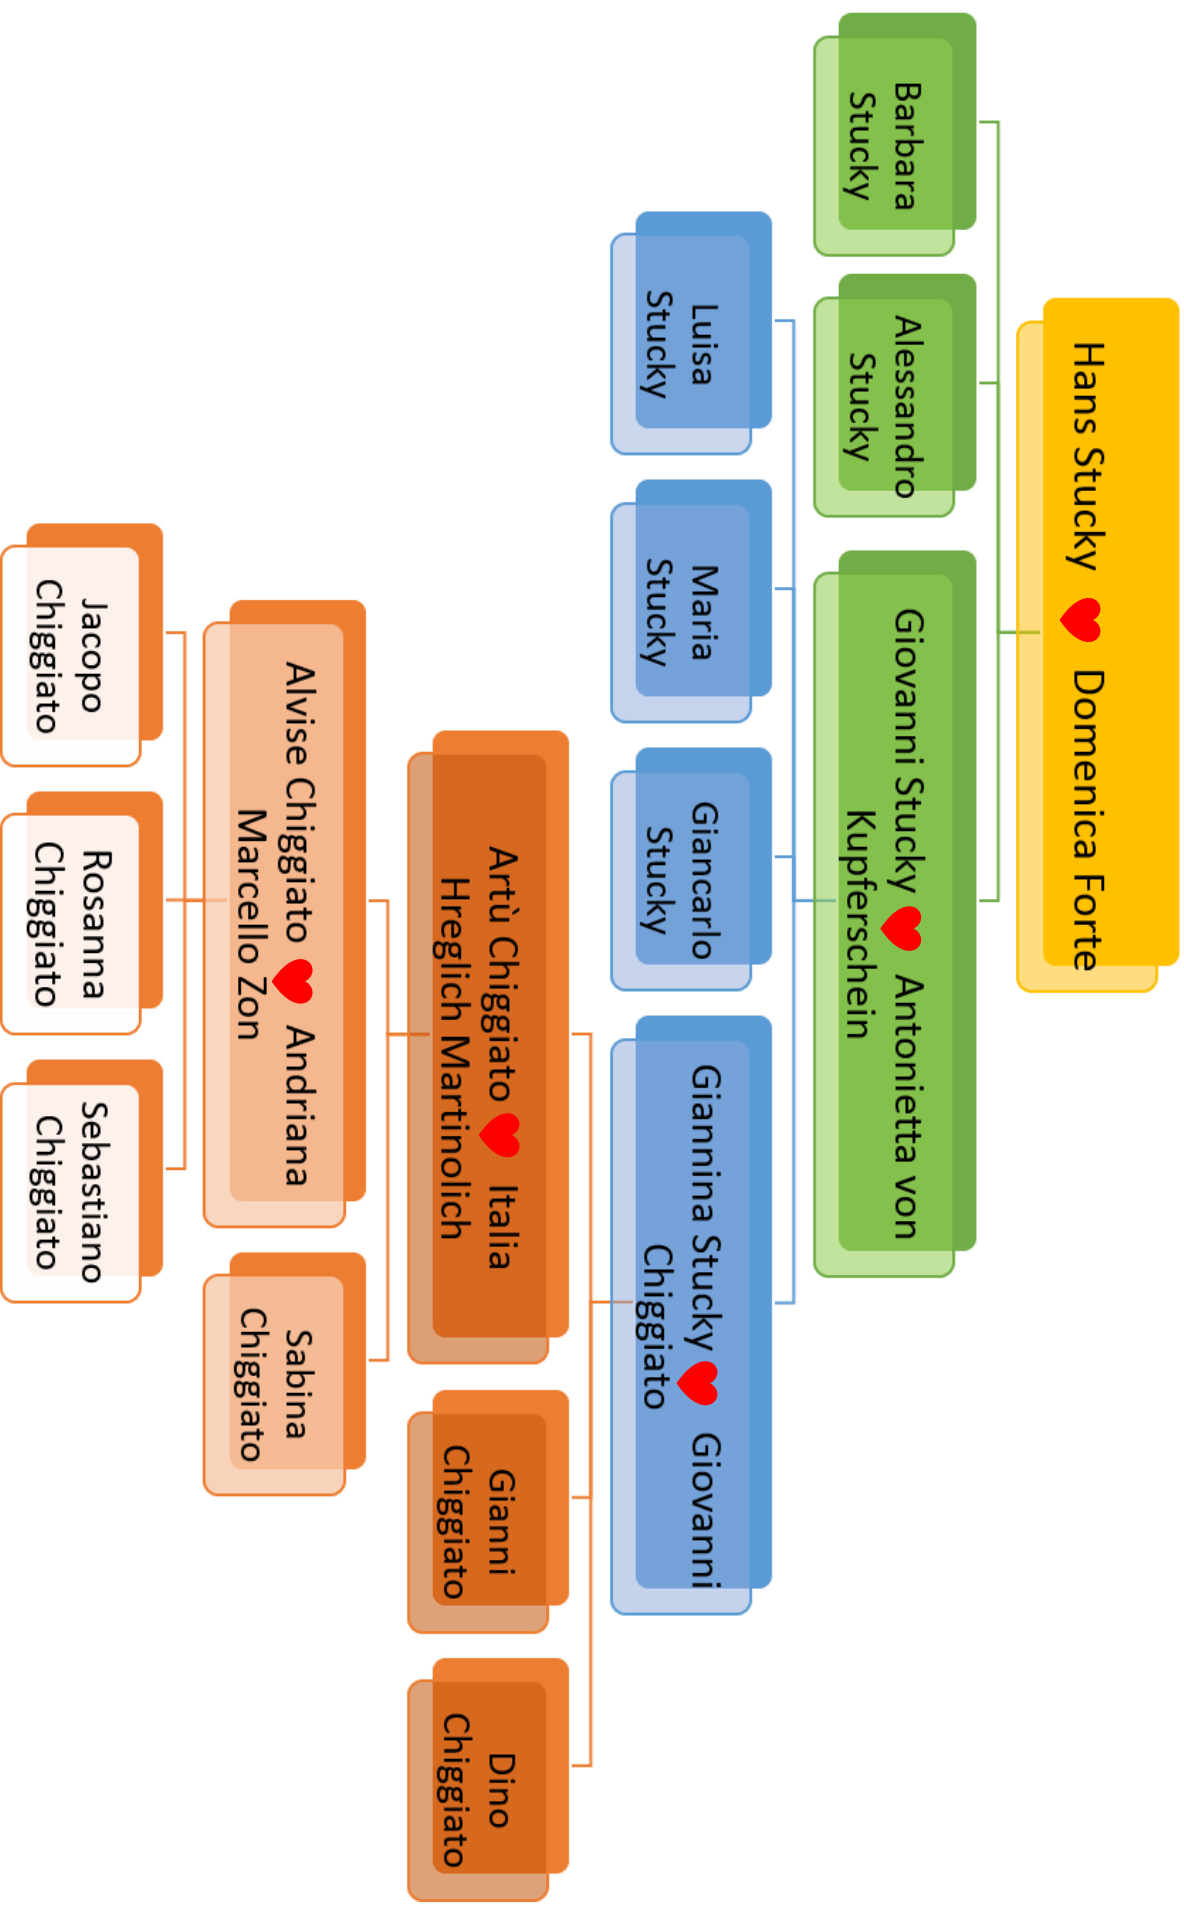 Hans Stucky ❤ Domenica Forte
Barbara
Stucky
Alessandro
Stucky
Giovanni Stucky ❤ Antonietta von
Kupferschein
Luisa
Stucky
Maria
Stucky
Giancarlo
Stucky
Giannina Stucky ❤ Giovanni
Chiggiato
Artù Chiggiato ❤ Italia
Hreglich Martinolich
Gianni
Chiggiato
Dino
Chiggiato
Alvise Chiggiato ❤ Andriana
Marcello Zon
Sabina
Chiggiato
Jacopo
Chiggiato
Rosanna
Chiggiato
Sebastiano
Chiggiato